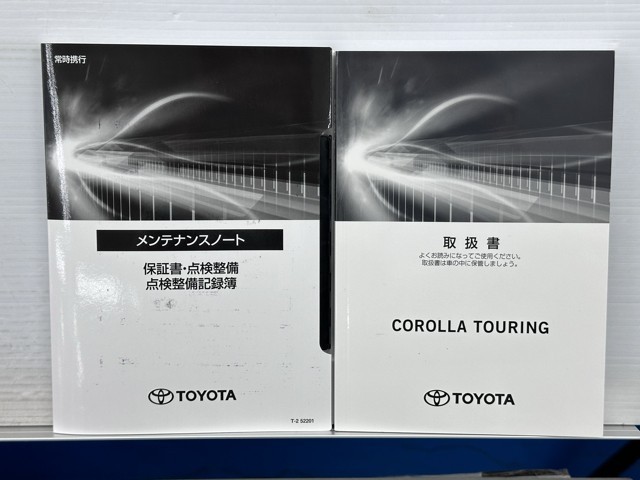 常時携行
メンテナンスノート
保証書・点検整備
点検整備記録簿
TOYOTA
T-2 52201
取扱書
よくお読みになってご使用ください。
取扱書は車の中に保管しましょう。
COROLLA TOURING
TOYOTA